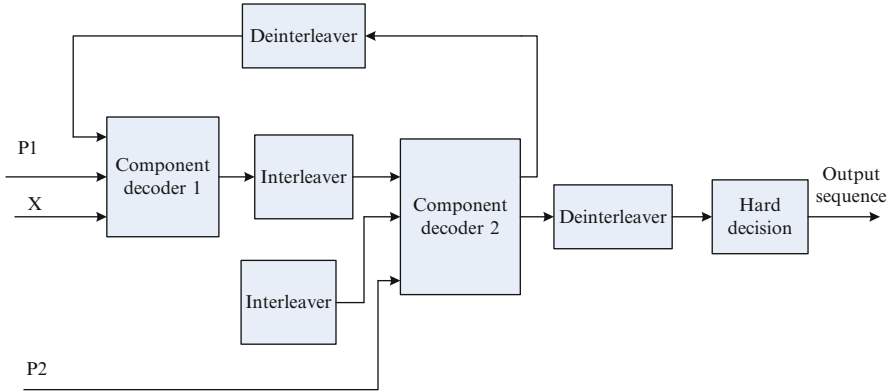 Deinterleaver
P1
Component
decoder 1
Interleaver
X
Component
decoder 2
Interleaver
Deinterleaver
Hard
decision
Output
sequence
P2